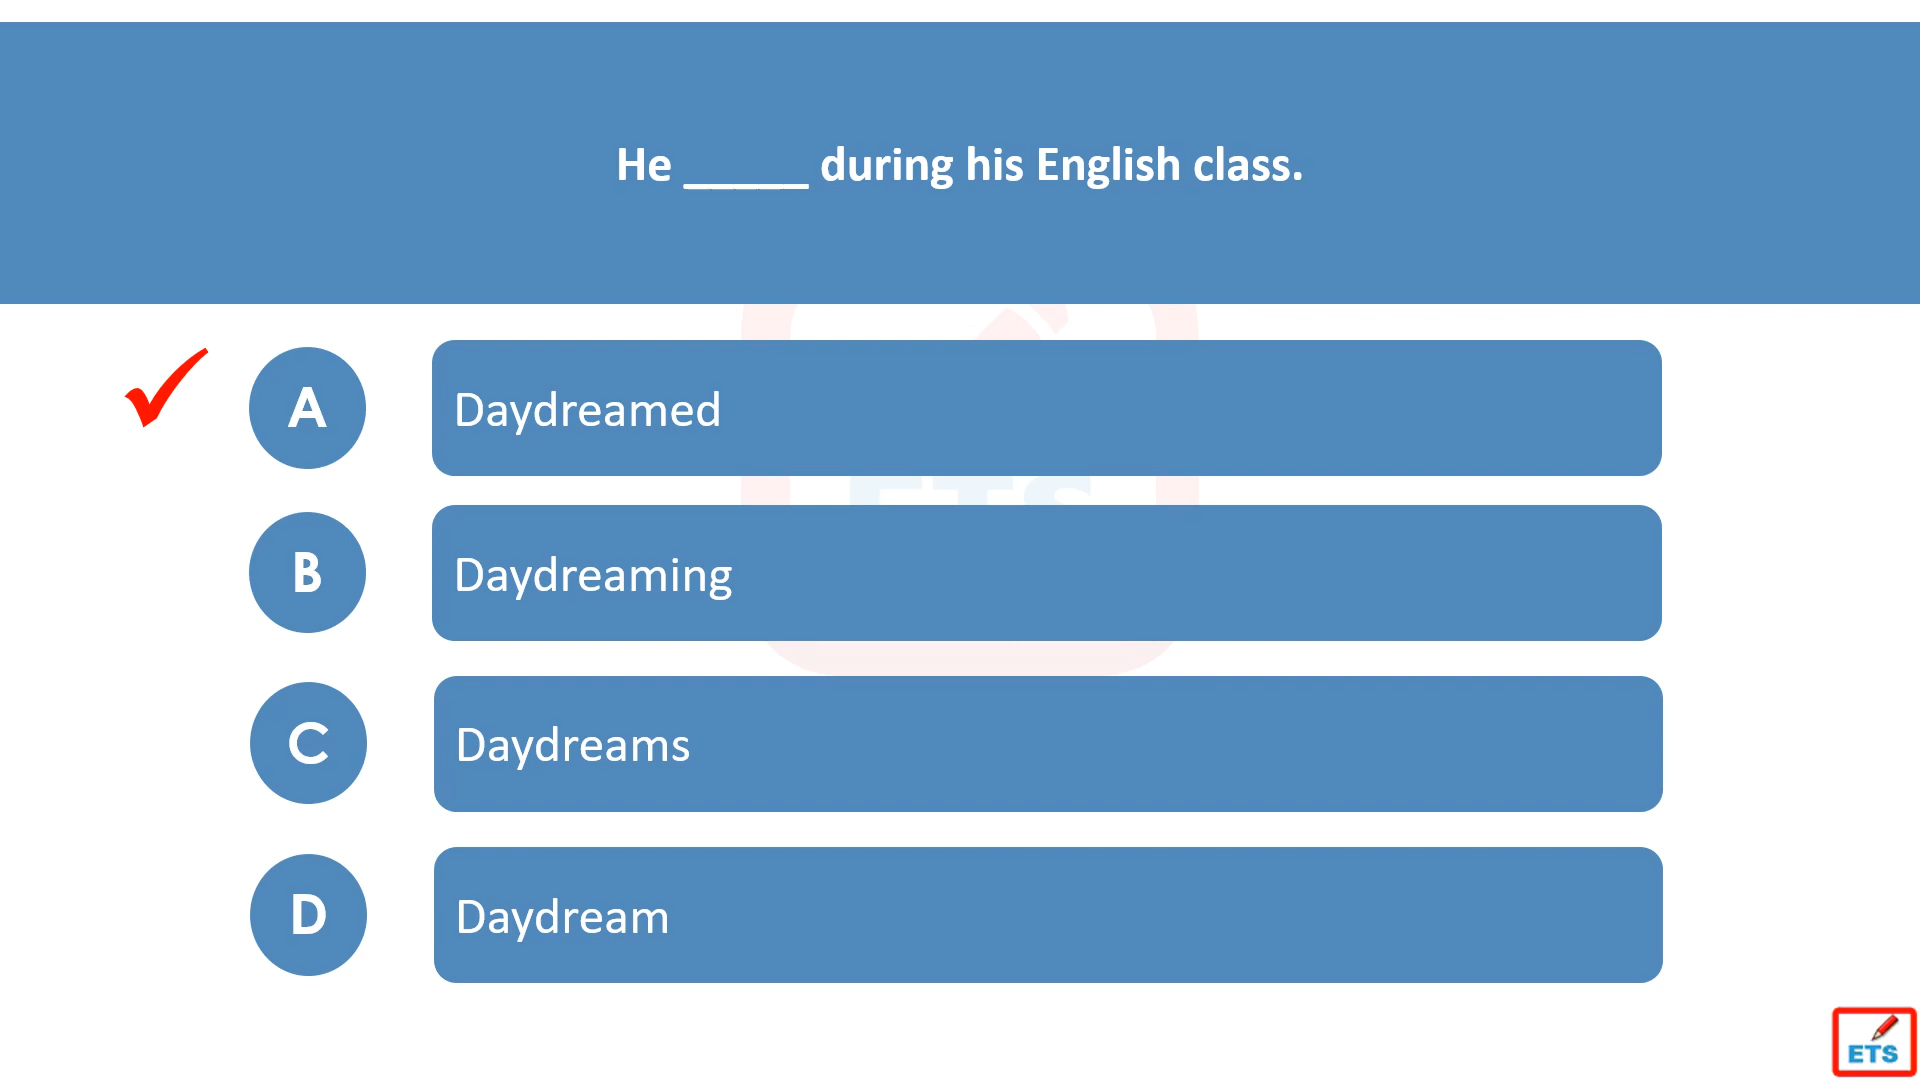 He _____ during his English class.
A
Daydreamed
B
Daydreaming
C
Daydreams
D
Daydream
ETS